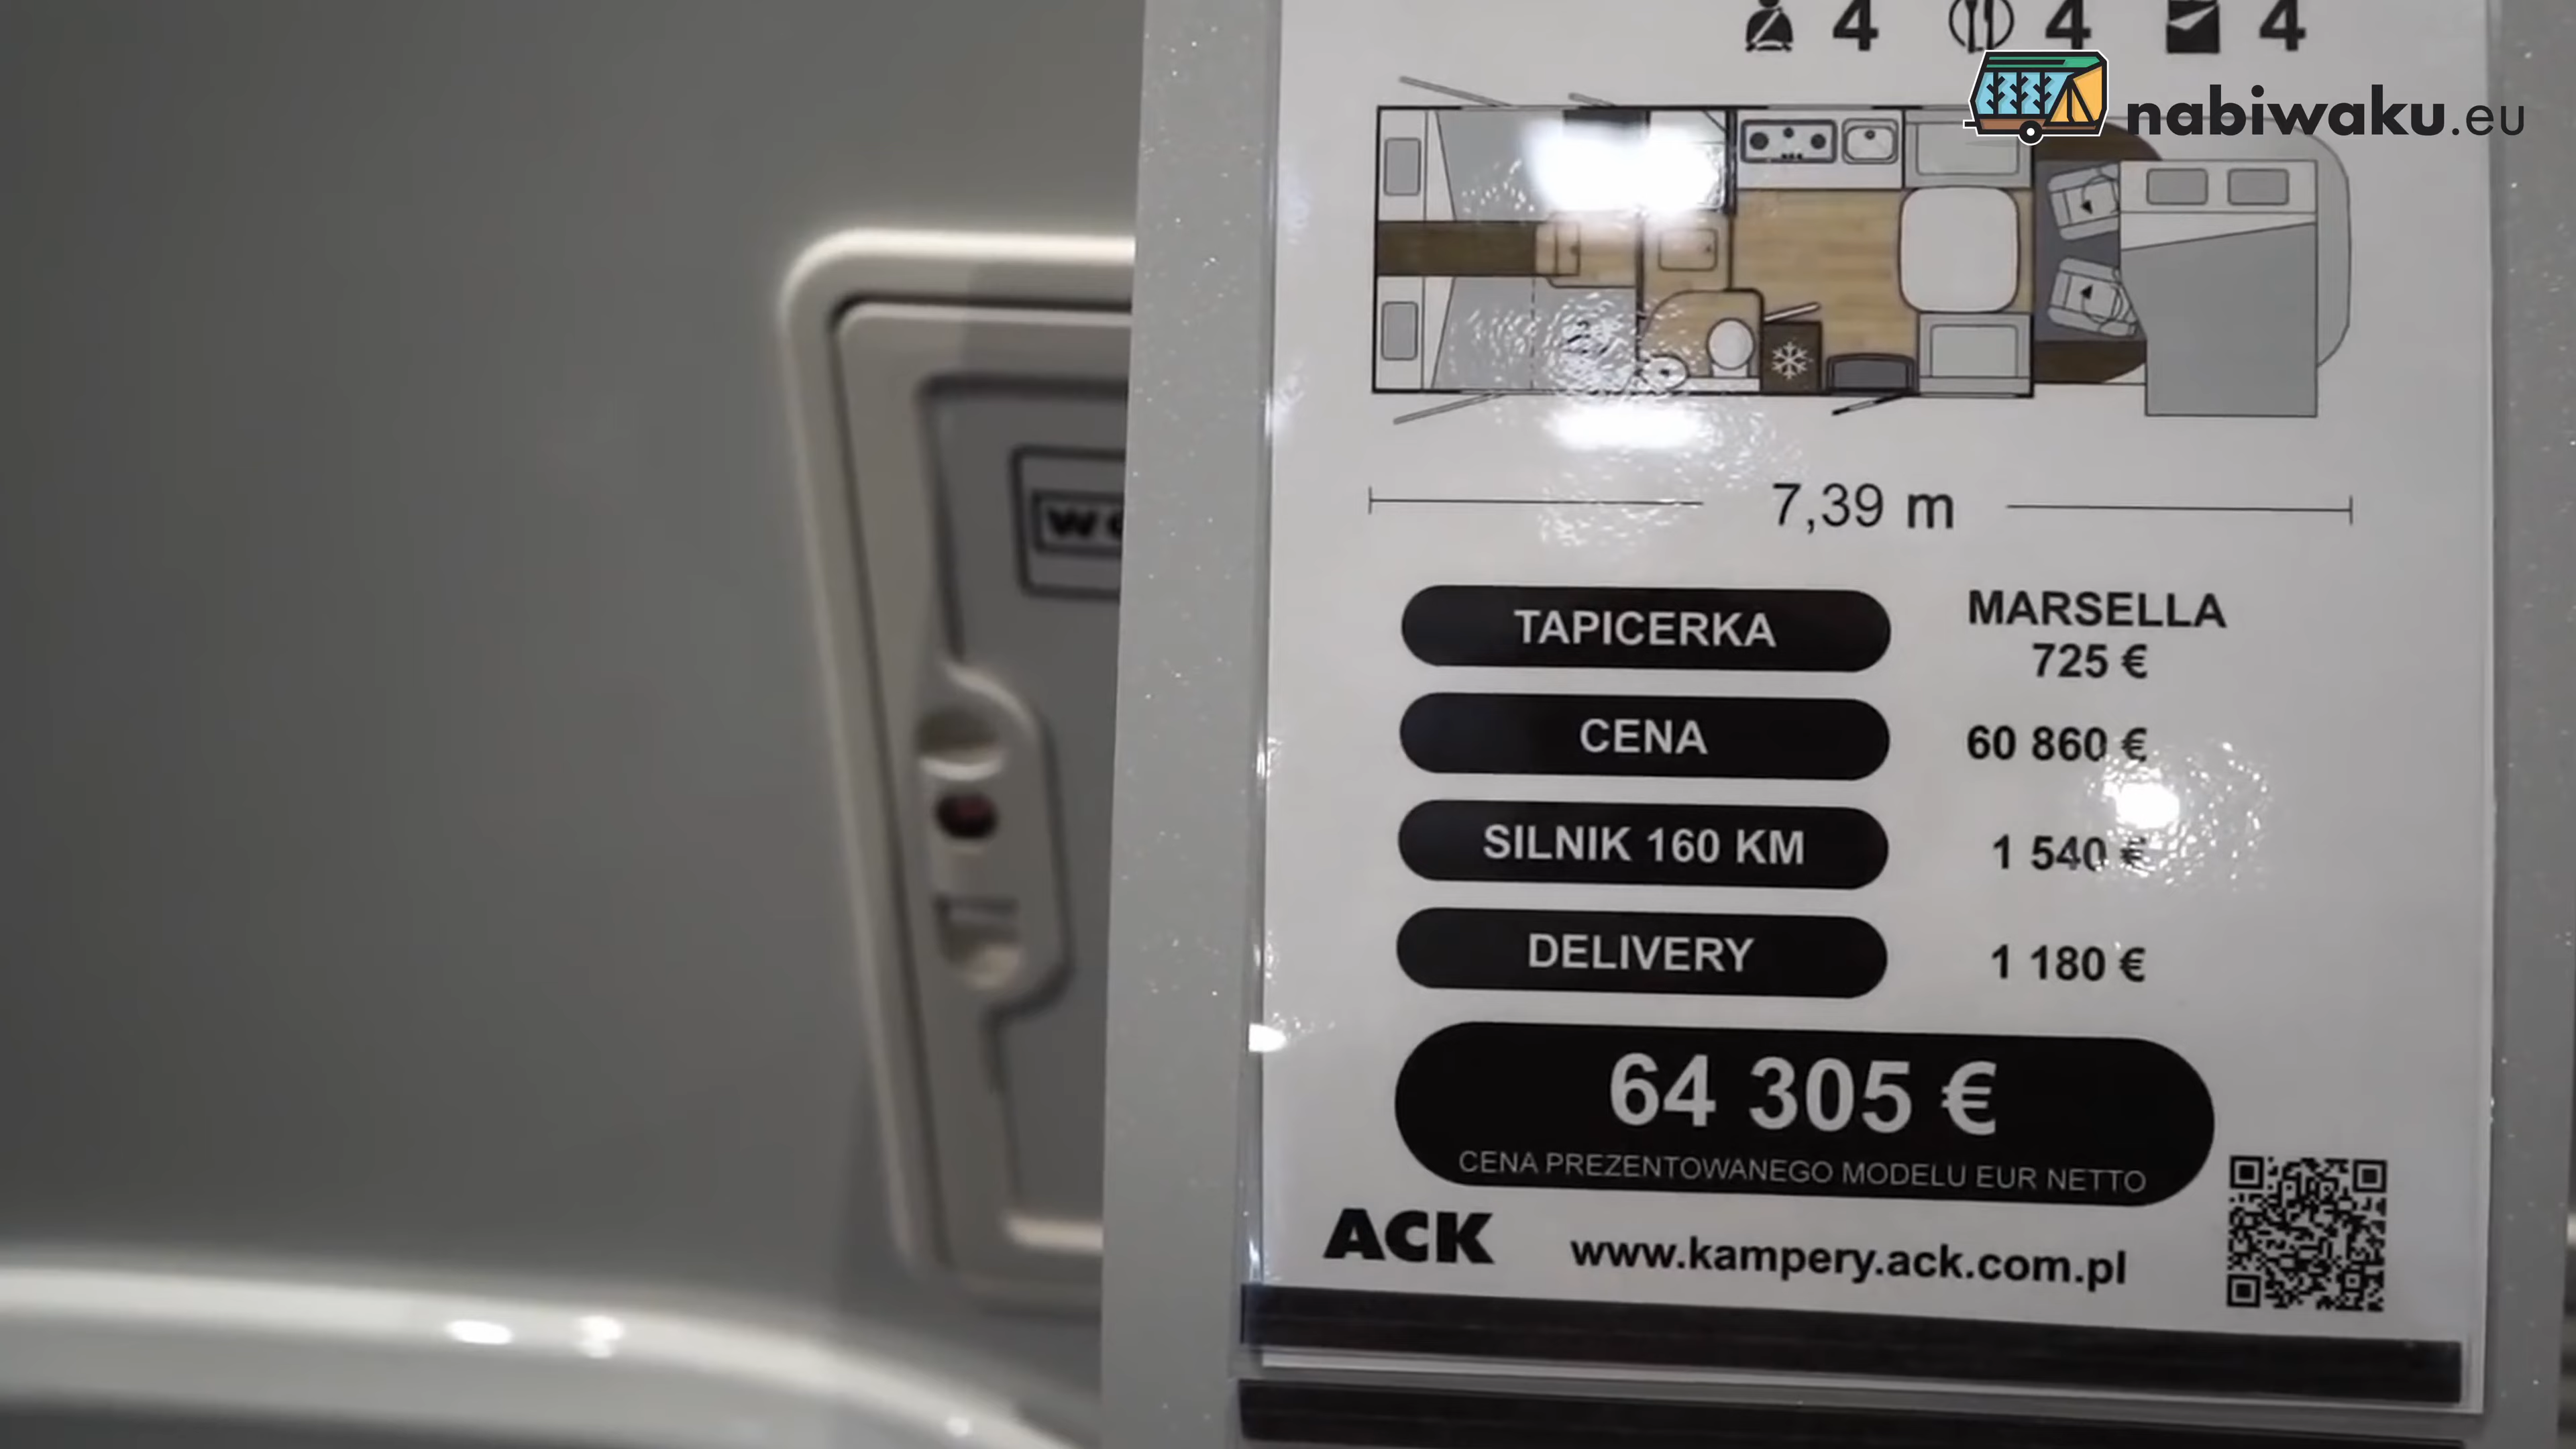 4 4 4
nabiwaku.eu
7,39 m
TAPICERKA MARSELLA
725 €
CENA 60 860 €
SILNIK 160 KM 1 540 €
DELIVERY 1 180 €
64 305 €
CENA PREZENTOWANEGO MODELU EUR NETTO
ACK www.kampery.ack.com.pl